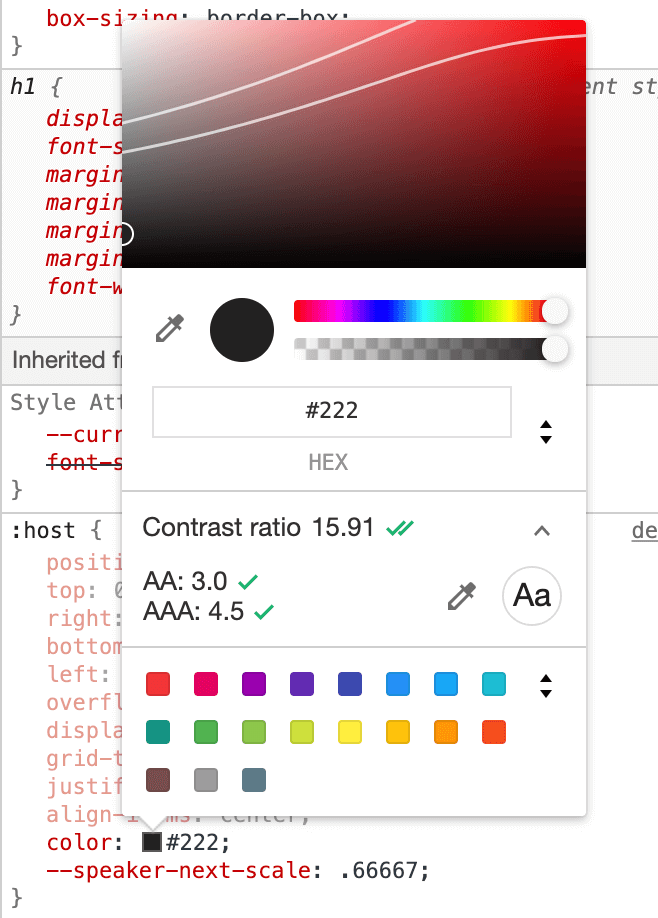 box-sizing: border-box;
}
h1 {
displa
font-s
margin
margin
margin
margin
font-w
}
#222
HEX
Inherited fr
Style Att
--curr
font-s
}
Contrast ratio 15.91
AA: 3.0
AAA: 4.5
Aa
:host {
de
positi
top: 0
right:
bottom
left:
overfl
displa
grid-t
justif
align-items: center;
color: #222;
--speaker-next-scale: .66667;
}